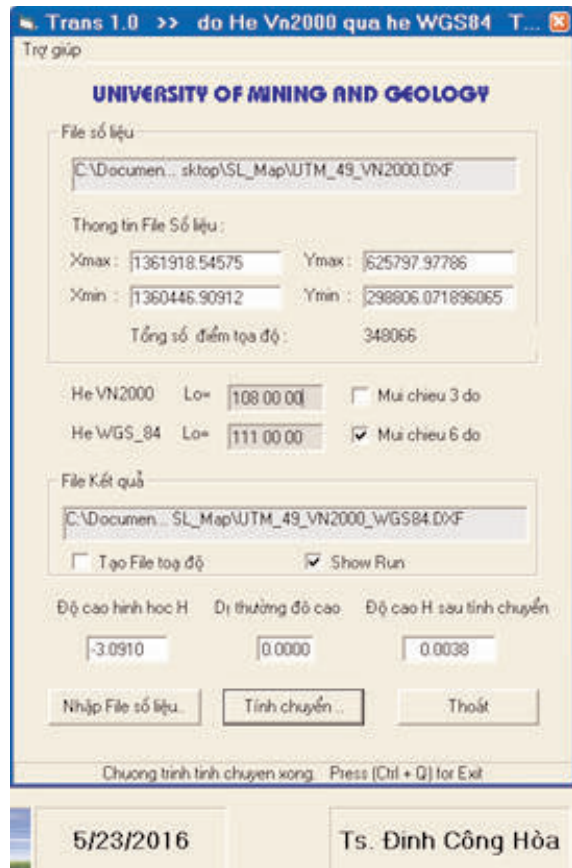 Trans 1.0 >> do He Vn2000 qua he WGS84 T...
Trợ giúp
UNIVERSITY OF MINING AND GEOLOGY
File số liệu
C:\Documen... sktop\SL_Map\UTM_49_VN2000.DXF
Thong tin File Số liệu :
Xmax : 1361918.54575 Ymax : 625797.97786
Xmin : 1360446.90912 Ymin : 298806.071896065
Tổng số điểm tọa độ : 348066
He VN2000 Lo= 108 00 00 Mui chieu 3 do
He WGS_84 Lo= 111 00 00 Mui chieu 6 do
File Kết quả
C:\Documen... SL_Map\UTM_49_VN2000_WGS84.DXF
Tạo File toạ độ Show Run
Độ cao hinh hoc H Dị thường độ cao Độ cao H sau tính chuyển
-3.0910 0.0000 0.0038
Nhập File số liệu.. Tính chuyển .. Thoát
Chuong trinh tinh chuyen xong. Press (Ctrl + Q) for Exit
5/23/2016 Ts. Đinh Công Hòa